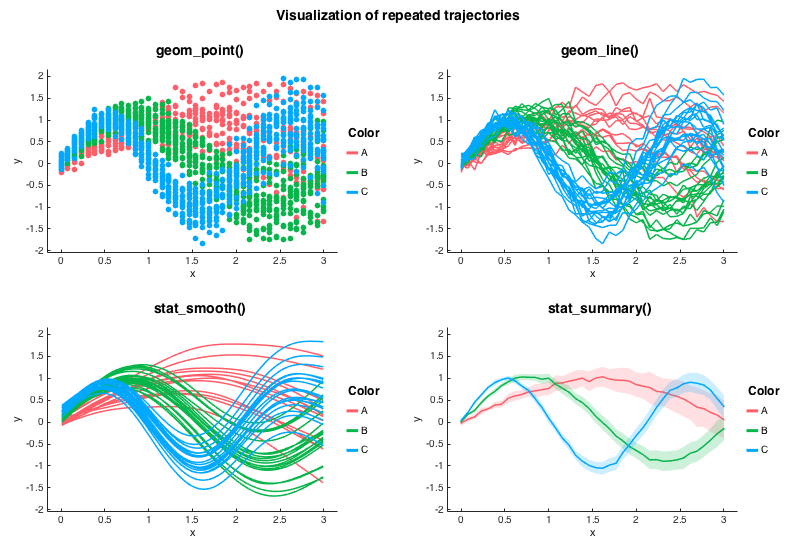 Visualization of repeated trajectories
geom_point()
2
1.5
1
0.5
0
-0.5
-1
-1.5
-2
y
0 0.5 1 1.5 2 2.5 3
x
Color
A
B
C
geom_line()
2
1.5
1
0.5
0
-0.5
-1
-1.5
-2
y
0 0.5 1 1.5 2 2.5 3
x
Color
A
B
C
stat_smooth()
2
1.5
1
0.5
0
-0.5
-1
-1.5
-2
y
0 0.5 1 1.5 2 2.5 3
x
Color
A
B
C
stat_summary()
2
1.5
1
0.5
0
-0.5
-1
-1.5
-2
y
0 0.5 1 1.5 2 2.5 3
x
Color
A
B
C